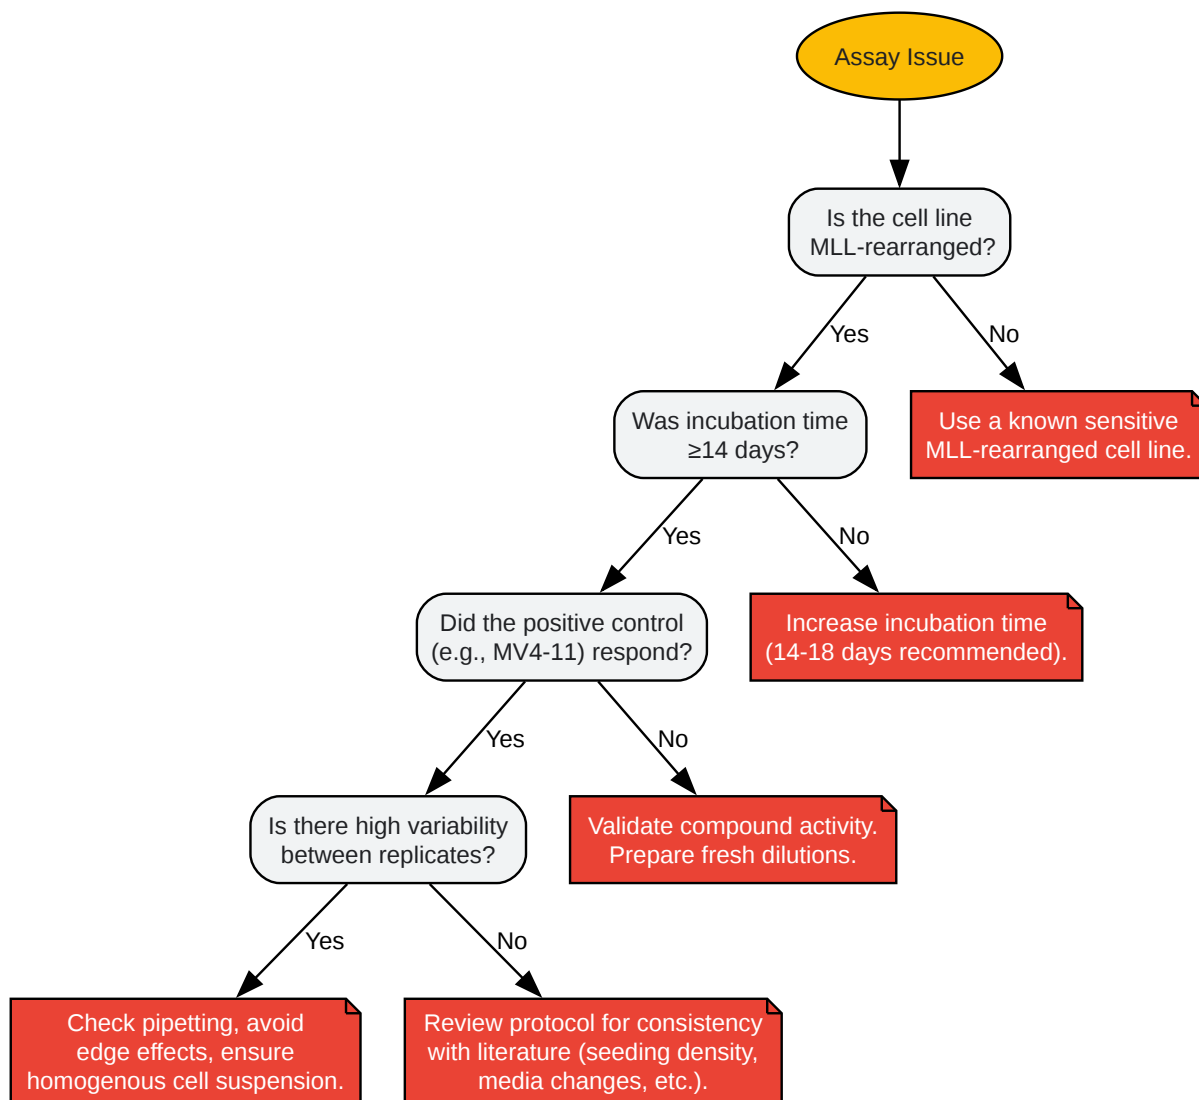 Assay Issue
Is the cell line
MLL-rearranged?
Yes
No
Was incubation time
≥14 days?
Use a known sensitive
MLL-rearranged cell line.
Yes
No
Did the positive control
(e.g., MV4-11) respond?
Increase incubation time
(14-18 days recommended).
Yes
No
Is there high variability
between replicates?
Validate compound activity.
Prepare fresh dilutions.
Yes
No
Check pipetting, avoid
edge effects, ensure
homogenous cell suspension.
Review protocol for consistency
with literature (seeding density,
media changes, etc.).